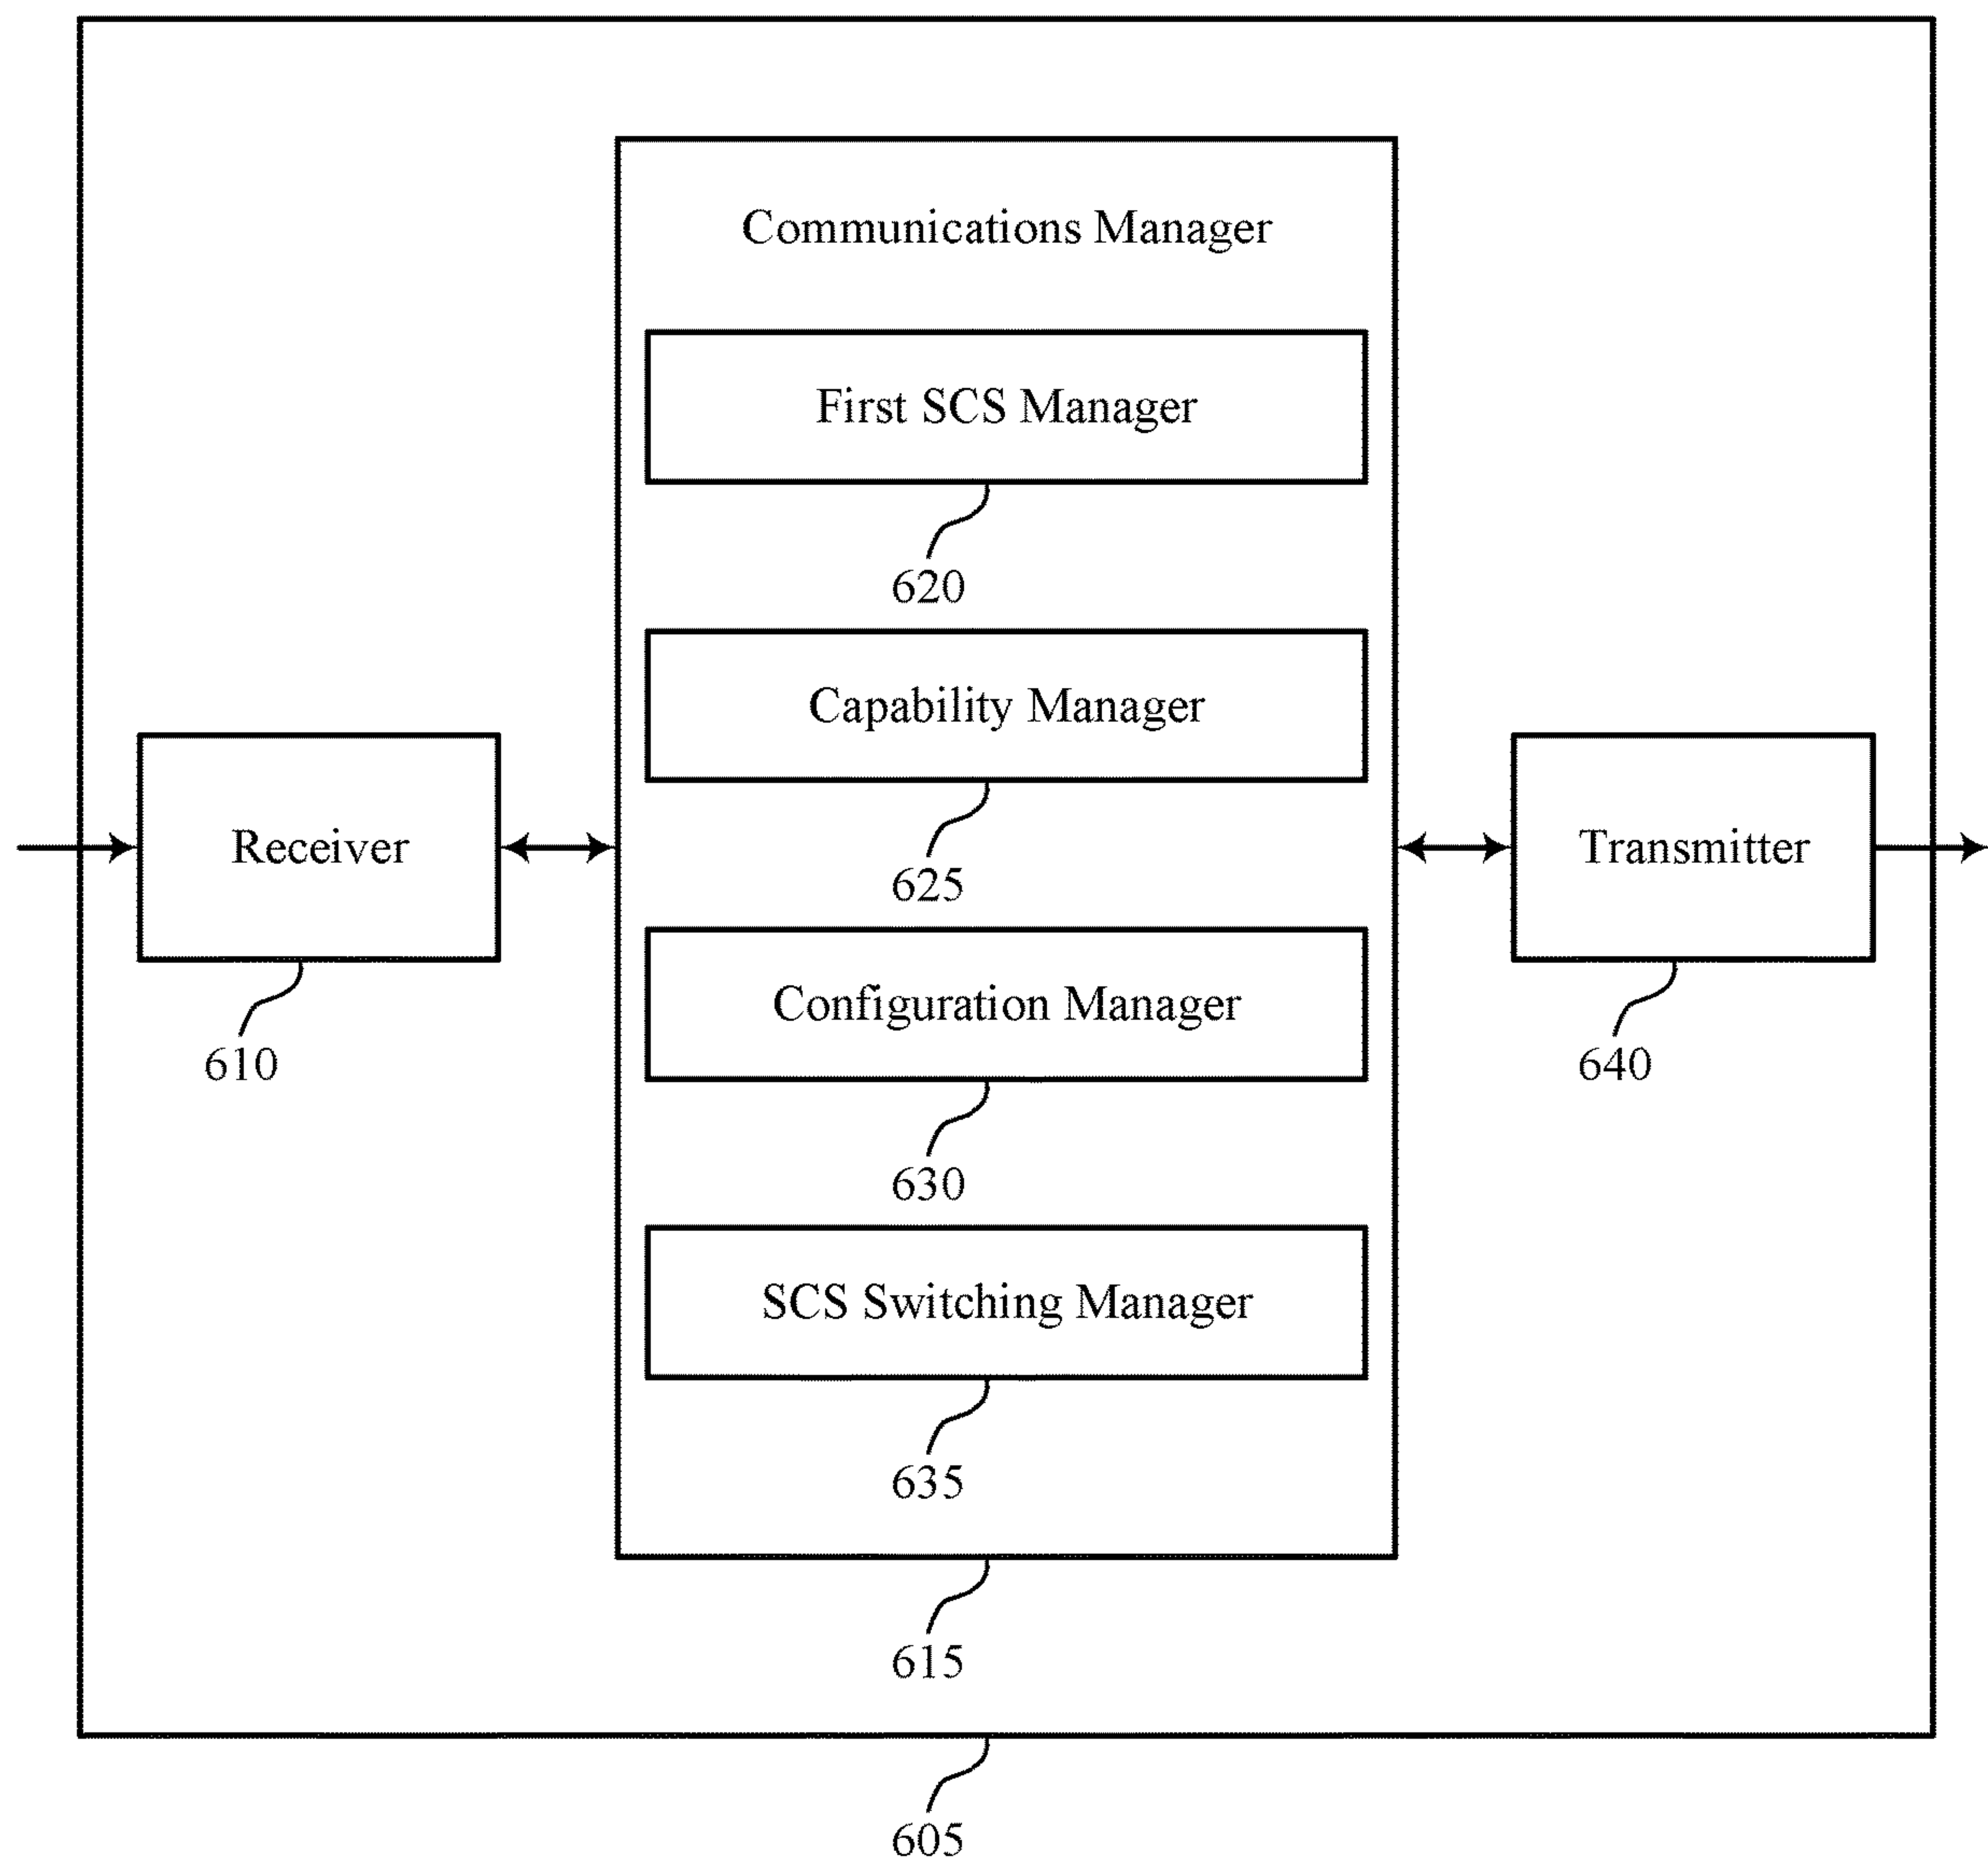 Communications Manager
First SCS Manager
620
Capability Manager
625
Receiver
610
Transmitter
640
Configuration Manager
630
SCS Switching Manager
635
615
605